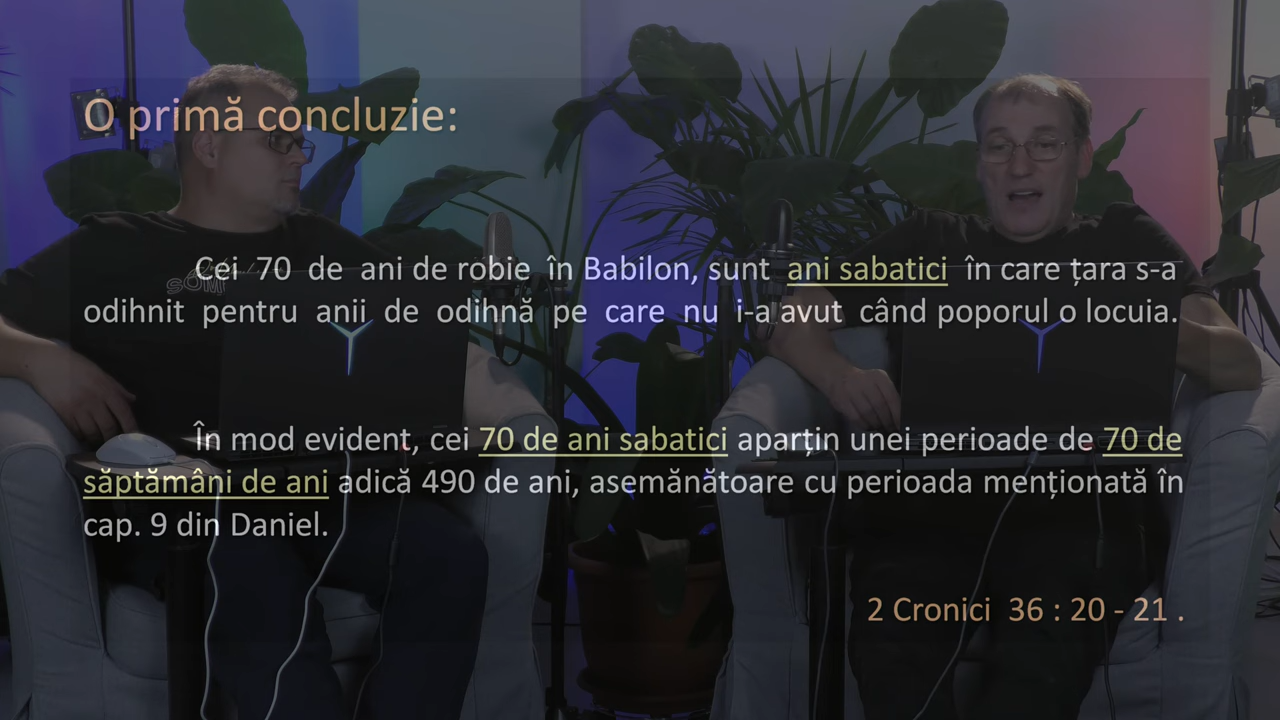 O primă concluzie:
Cei 70 de ani de robie în Babilon, sunt ani sabatici în care țara s-a
odihnit pentru anii de odihnă pe care nu i-a avut când poporul o locuia.
În mod evident, cei 70 de ani sabatici aparțin unei perioade de 70 de
săptămâni de ani adică 490 de ani, asemănătoare cu perioada menționată în
cap. 9 din Daniel.
2 Cronici 36 : 20 - 21 .